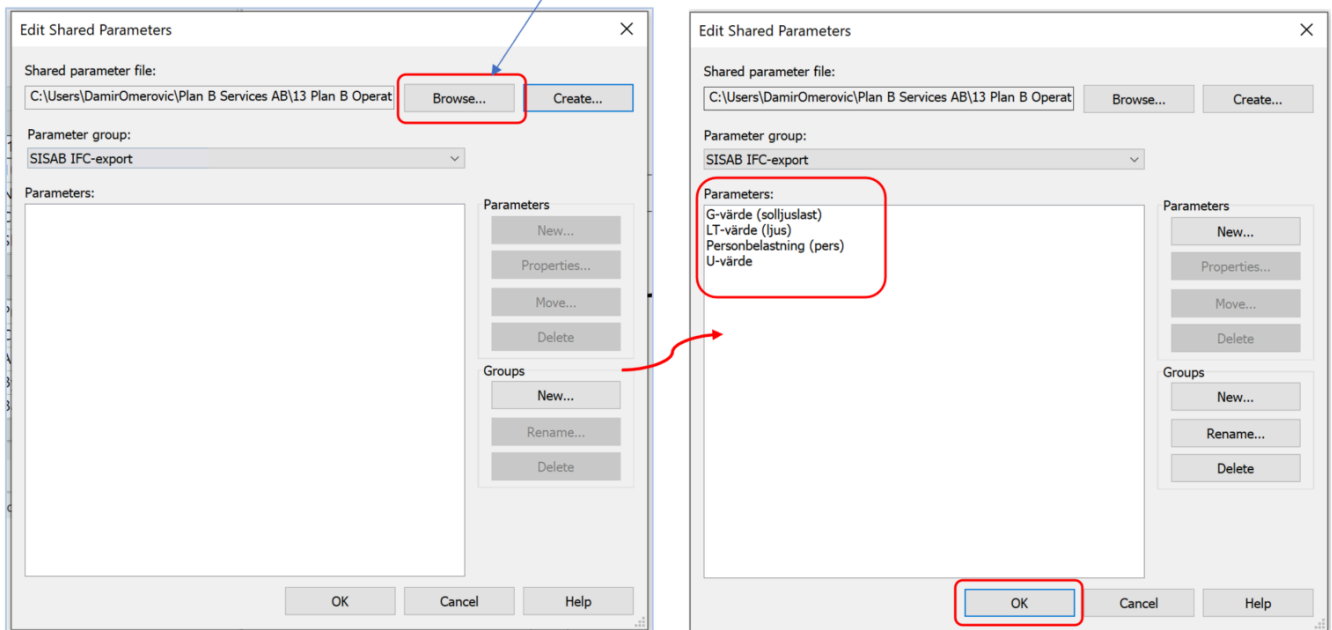 Edit Shared Parameters
Shared parameter file:
C:\Users\DamirOmerovic\Plan B Services AB\13 Plan B Operat
Browse...
Create...
Parameter group:
SISAB IFC-export
Parameters:
Parameters
New...
Properties...
Move...
Delete
Groups
New...
Rename...
Delete
OK
Cancel
Help
Edit Shared Parameters
Shared parameter file:
C:\Users\DamirOmerovic\Plan B Services AB\13 Plan B Operat
Browse...
Create...
Parameter group:
SISAB IFC-export
Parameters:
G-värde (solljuslast)
LT-värde (ljus)
Personbelastning (pers)
U-värde
Parameters
New...
Properties...
Move...
Delete
Groups
New...
Rename...
Delete
OK
Cancel
Help